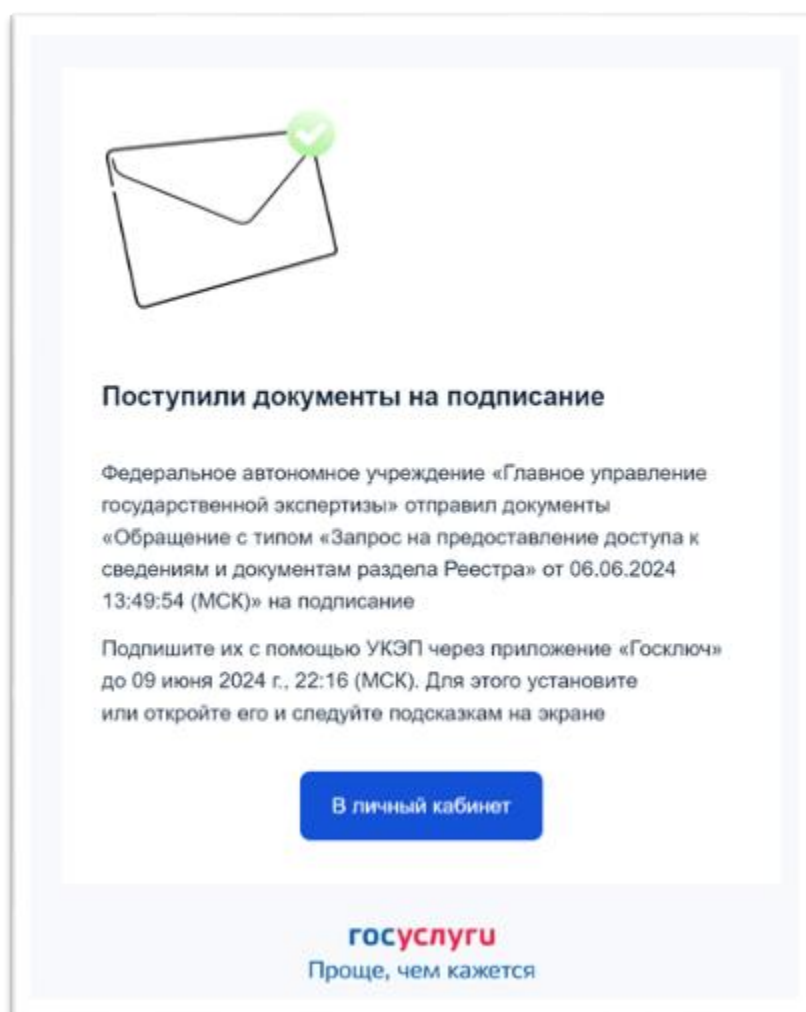 Поступили документы на подписание
Федеральное автономное учреждение «Главное управление
государственной экспертизы» отправил документы
«Обращение с типом «Запрос на предоставление доступа к
сведениям и документам раздела Реестра» от 06.06.2024
13:49:54 (МСК)» на подписание
Подпишите их с помощью УКЭП через приложение «Госключ»
до 09 июня 2024 г., 22:16 (МСК). Для этого установите
или откройте его и следуйте подсказкам на экране
В личный кабинет
госуслуги
Проще, чем кажется